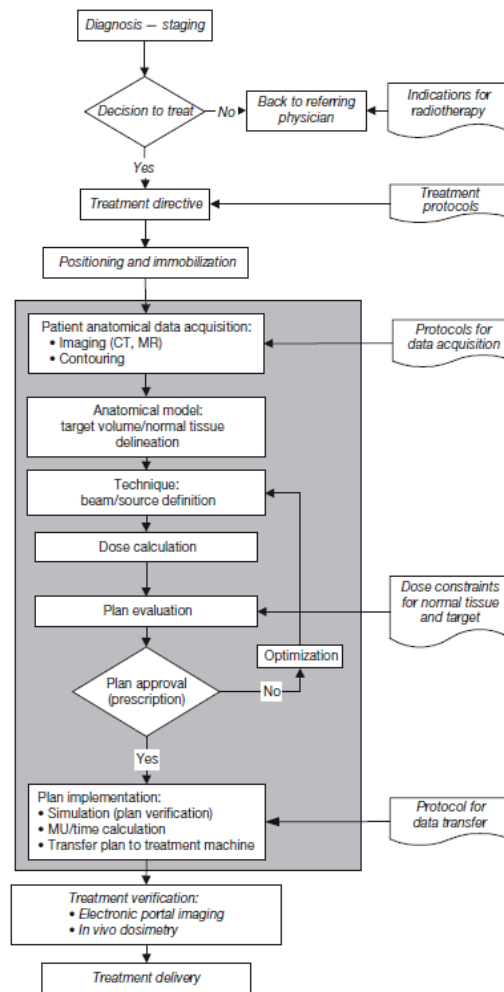 Diagnosis — staging
Decision to treat
No
Back to referring
physician
Indications for
radiotherapy
Yes
Treatment directive
Treatment
protocols
Positioning and immobilization
Patient anatomical data acquisition:
• Imaging (CT, MR)
• Contouring
Protocols for
data acquisition
Anatomical model:
target volume/normal tissue
delineation
Technique:
beam/source definition
Dose calculation
Plan evaluation
Dose constraints
for normal tissue
and target
Optimization
Plan approval
(prescription)
No
Yes
Plan implementation:
• Simulation (plan verification)
• MU/time calculation
• Transfer plan to treatment machine
Protocol for
data transfer
Treatment verification:
• Electronic portal imaging
• In vivo dosimetry
Treatment delivery